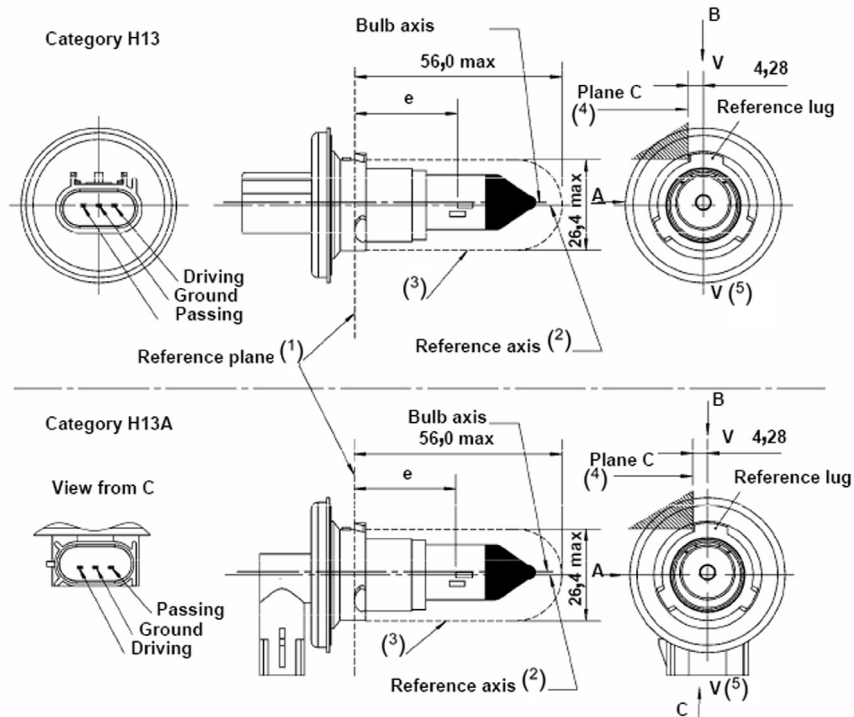 Category H13
Bulb axis
56,0 max
e
B
V
4,28
Plane C
(4)
Reference lug
A
26,4 max
(3)
Driving
Ground
Passing
V (5)
Reference plane (1)
Reference axis (2)
Category H13A
Bulb axis
56,0 max
e
B
V
4,28
Plane C
(4)
Reference lug
View from C
A
26,4 max
Passing
Ground
Driving
(3)
Reference axis (2)
V (5)
C